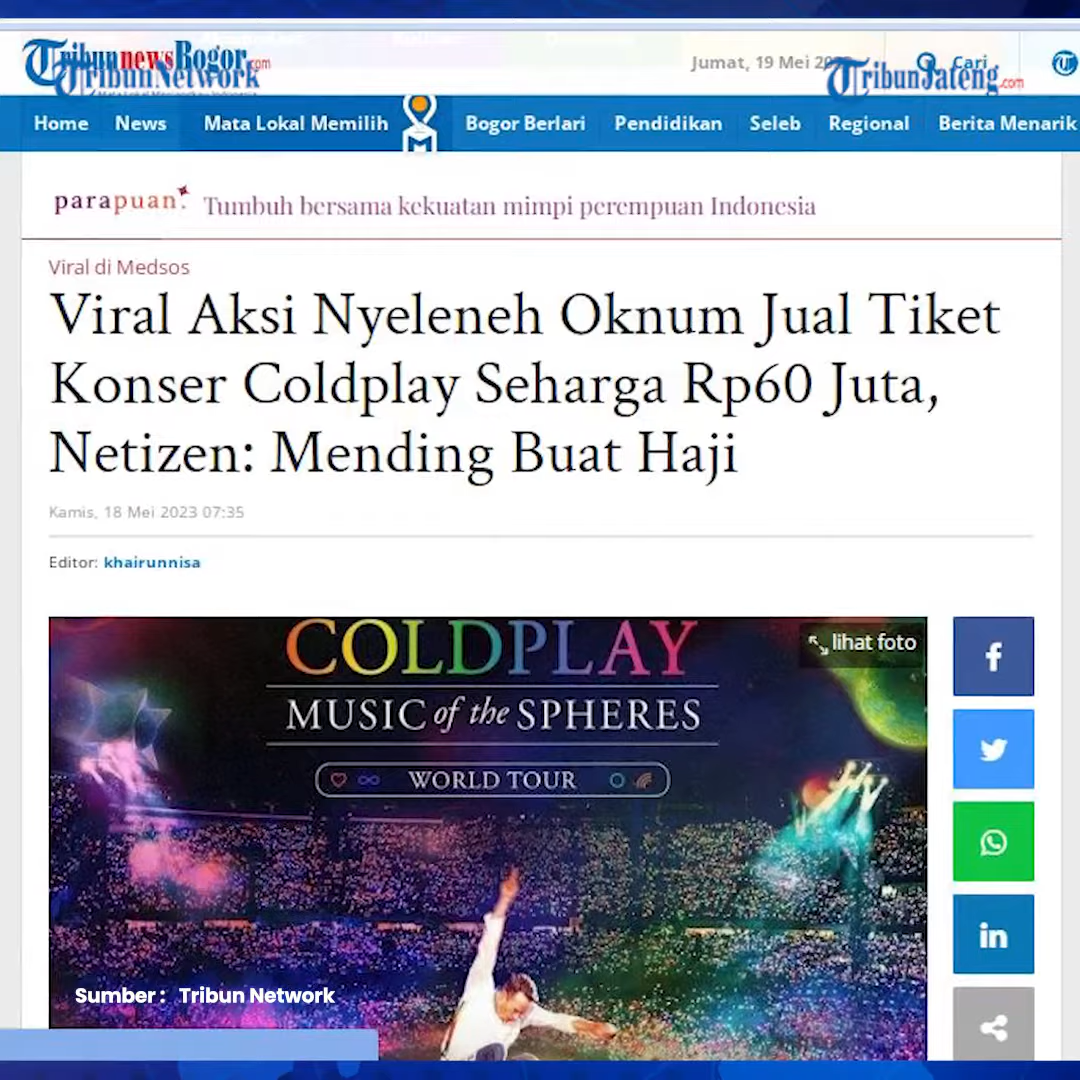 TribunnewsBogor.com
TribunNetwork
Jumat, 19 Mei
Cari
TribunJateng.com
Home News Mata Lokal Memilih Bogor Berlari Pendidikan Seleb Regional Berita Menarik
parapuan. Tumbuh bersama kekuatan mimpi perempuan Indonesia
Viral di Medsos
Viral Aksi Nyeleneh Oknum Jual Tiket
Konser Coldplay Seharga Rp60 Juta,
Netizen: Mending Buat Haji
Kamis, 18 Mei 2023 07:35
Editor: khairunnisa
COLDPLAY
lihat foto
MUSIC of the SPHERES
WORLD TOUR
Sumber : Tribun Network